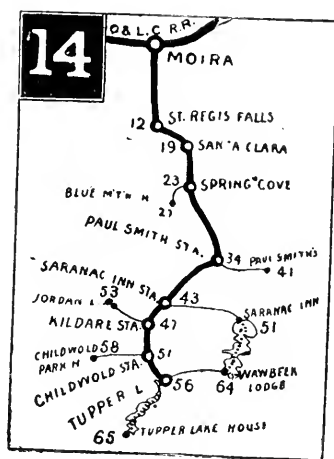 14
O & L.C R.R.
MOIRA
12 ST. REGIS FALLS
19 SAN'A CLARA
23 SPRING COVE
BLUE M'T'N H
27
PAUL SMITH STA.
34 PAUL SMITH'S
41
SARANAC INN STA.
43
JORDAN L
53
SARANAC INN
51
KILDARE STA.
47
CHILDWOLD 58
PARK H
51
CHILDWOLD STA.
56
64 WAWBEEK
LODGE
TUPPER L
65 TUPPER LAKE HOUSE